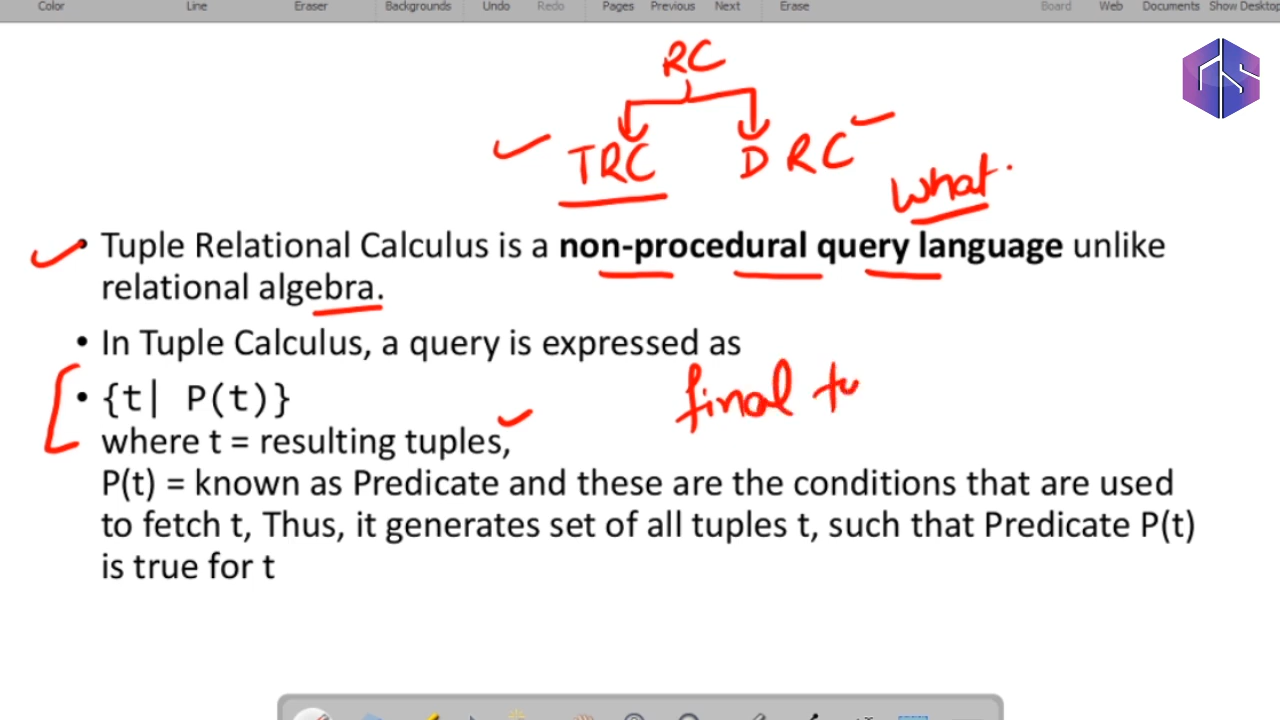 Color Line Eraser Backgrounds Undo Redo Pages Previous Next Erase Board Web Documents Show Desktop
RC
TRC DRC
what
• Tuple Relational Calculus is a non-procedural query language unlike
relational algebra.
• In Tuple Calculus, a query is expressed as
• {t| P(t)}
final tu
where t = resulting tuples,
P(t) = known as Predicate and these are the conditions that are used
to fetch t, Thus, it generates set of all tuples t, such that Predicate P(t)
is true for t